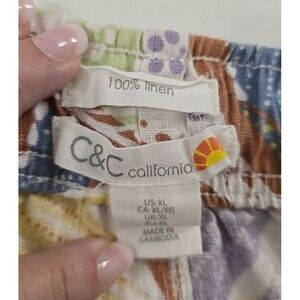 100% linen
C&C california
US: XL
CA: XL/TG
UK: XL
MADE IN
CAMBODIA